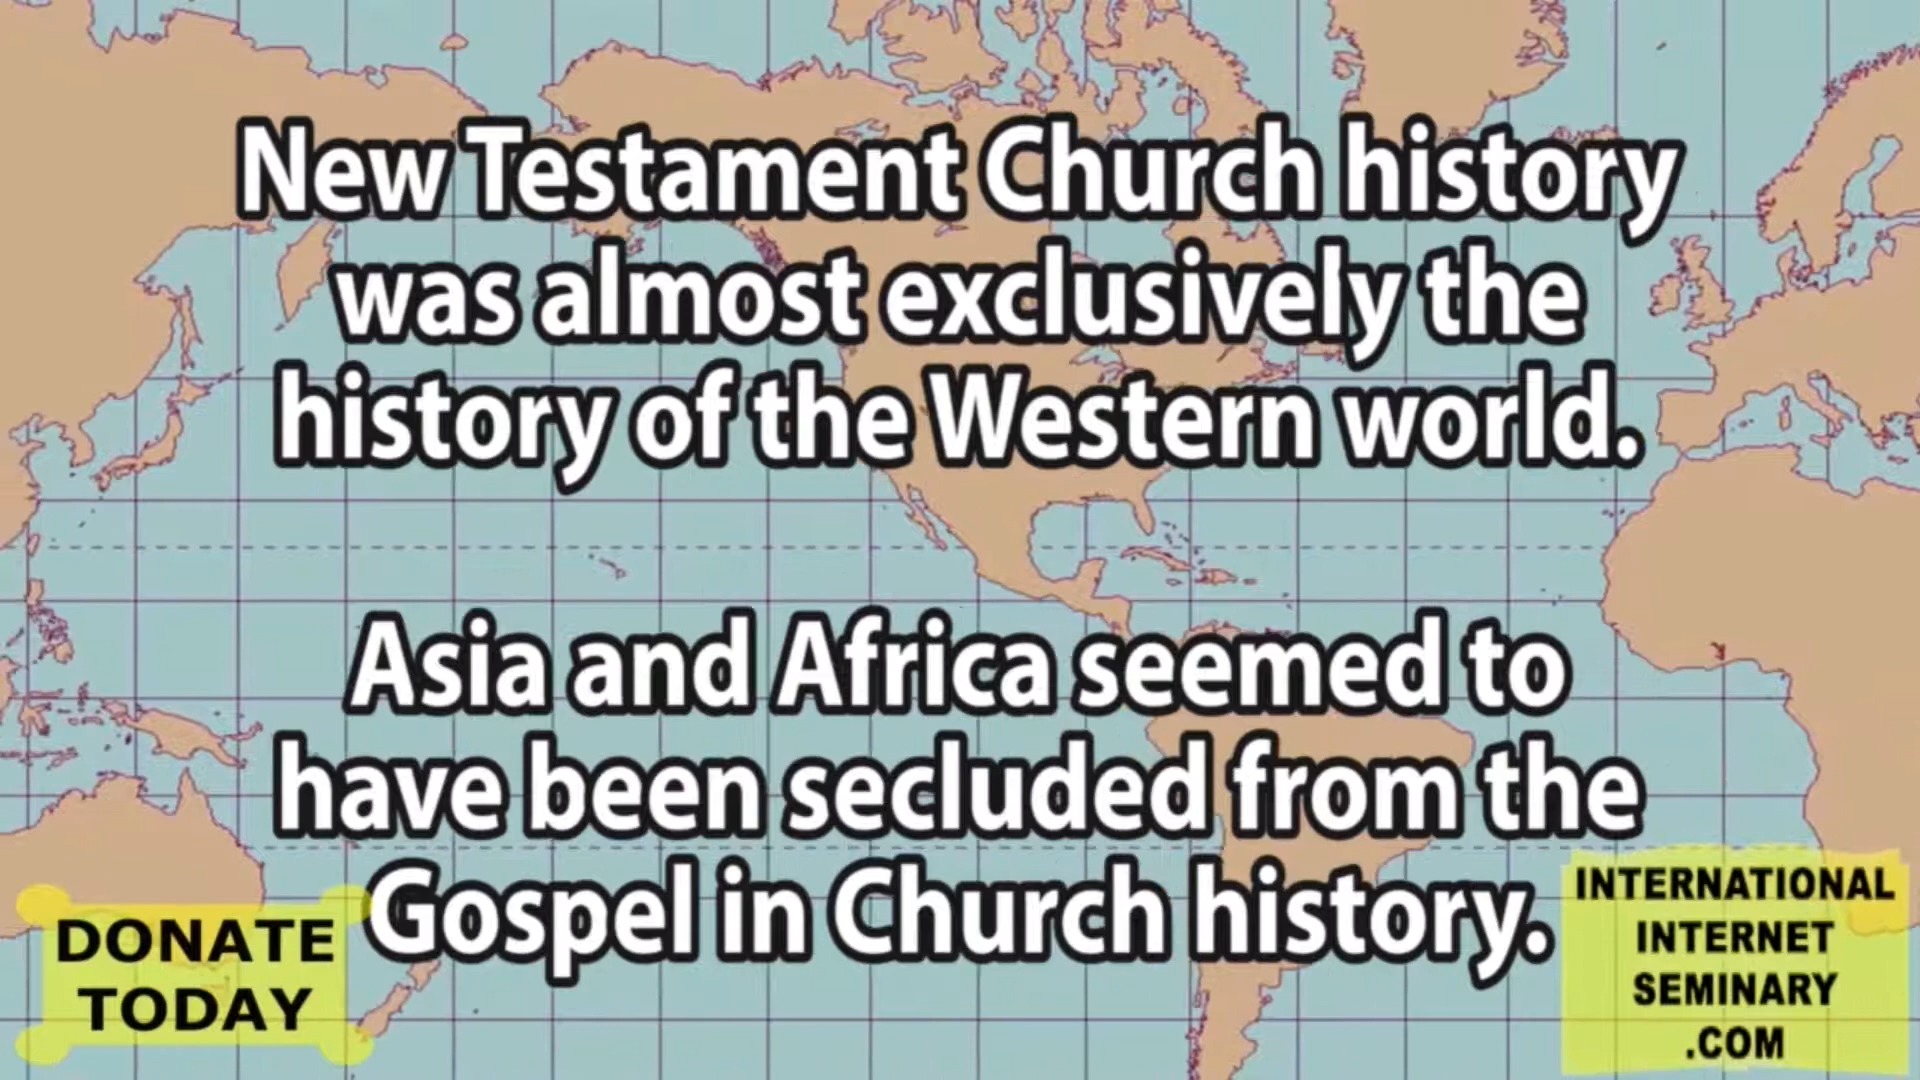 New Testament Church history
was almost exclusively the
history of the Western world.
Asia and Africa seemed to
have been secluded from the
Gospel in Church history.
DONATE
TODAY
INTERNATIONAL
INTERNET
SEMINARY
.COM